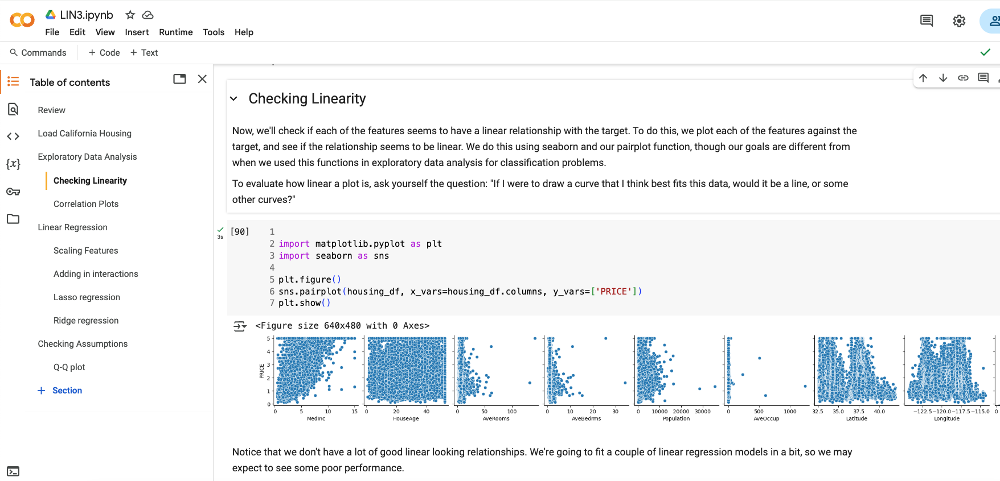 LIN3.ipynb
File Edit View Insert Runtime Tools Help
Commands + Code + Text
Table of contents
Review
Load California Housing
Exploratory Data Analysis
Checking Linearity
Correlation Plots
Linear Regression
Scaling Features
Adding in interactions
Lasso regression
Ridge regression
Checking Assumptions
Q-Q plot
+ Section
Checking Linearity
Now, we'll check if each of the features seems to have a linear relationship with the target. To do this, we plot each of the features against the
target, and see if the relationship seems to be linear. We do this using seaborn and our pairplot function, though our goals are different from
when we used this functions in exploratory data analysis for classification problems.
To evaluate how linear a plot is, ask yourself the question: "If I were to draw a curve that I think best fits this data, would it be a line, or some
other curves?"
3s
[90] 1
2 import matplotlib.pyplot as plt
3 import seaborn as sns
4
5 plt.figure()
6 sns.pairplot(housing_df, x_vars=housing_df.columns, y_vars=['PRICE'])
7 plt.show()
<Figure size 640x480 with 0 Axes>
5
4
3
2
1
0
PRICE
0 5 10 15 0 20 40 0 50 100 0 10 20 30 0 10000 20000 30000 0 500 1000 32.5 35.0 37.5 40.0 −122.5 −120.0 −117.5 −115.0 0
MedInc HouseAge AveRooms AveBedrms Population AveOccup Latitude Longitude
Notice that we don't have a lot of good linear looking relationships. We're going to fit a couple of linear regression models in a bit, so we may
expect to see some poor performance.